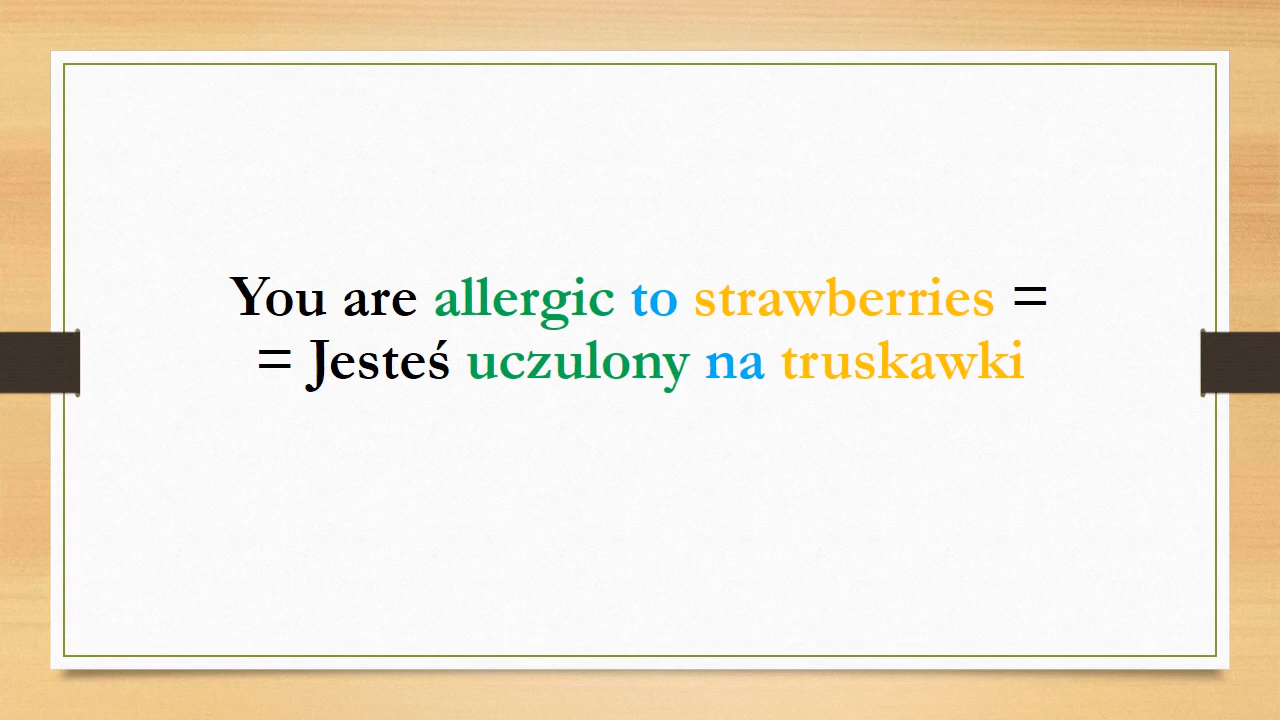 You are allergic to strawberries =
= Jesteś uczulony na truskawki